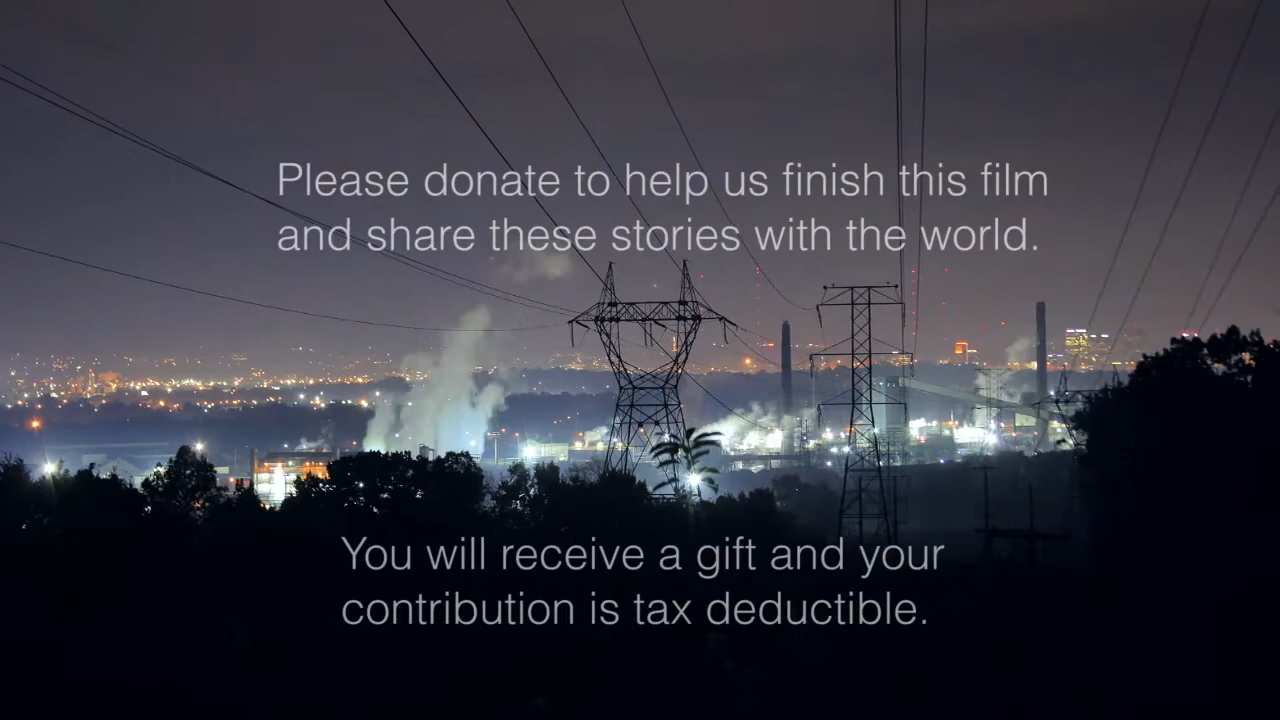 Please donate to help us finish this film
and share these stories with the world.
You will receive a gift and your
contribution is tax deductible.